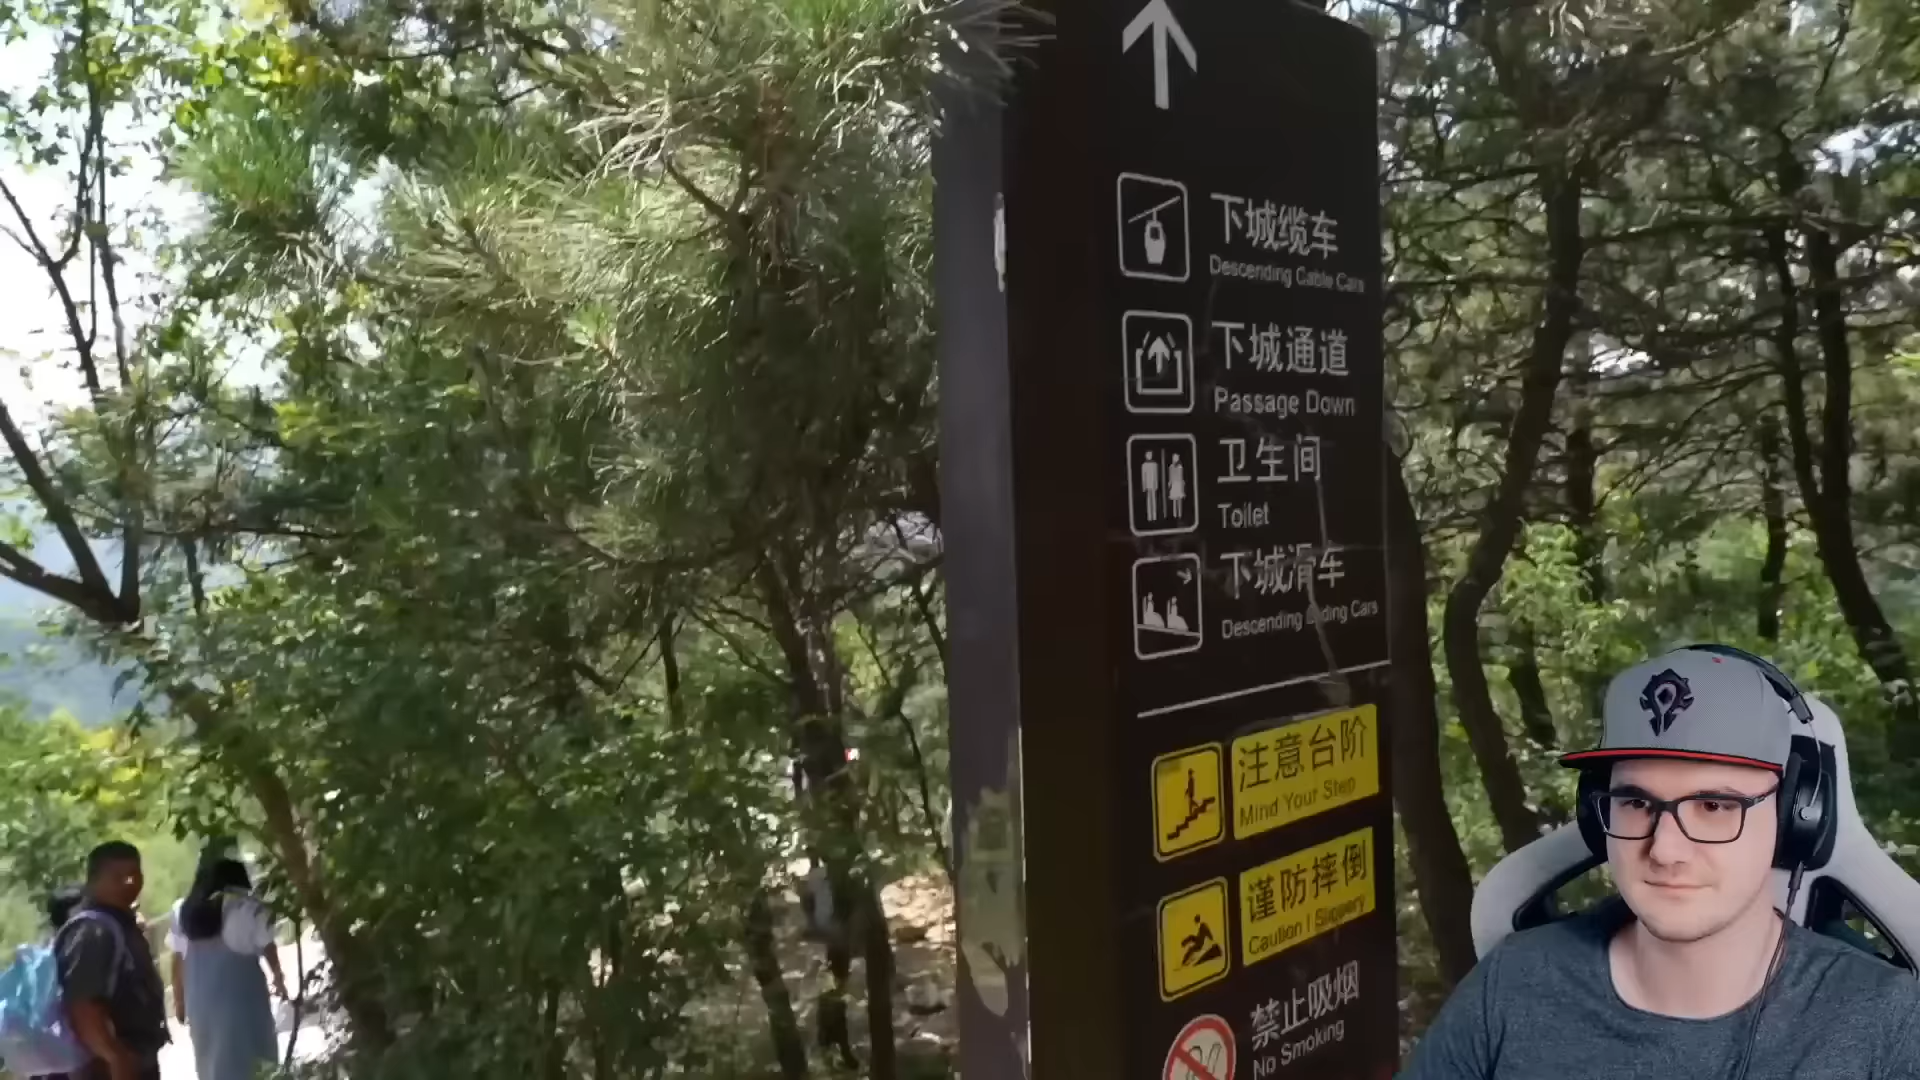 下城缆车
Descending Cable Cars
下城通道
Passage Down
卫生间
Toilet
下城滑车
Descending Sliding Cars
注意台阶
Mind Your Step
谨防摔倒
Caution ! Slippery
禁止吸烟
No Smoking